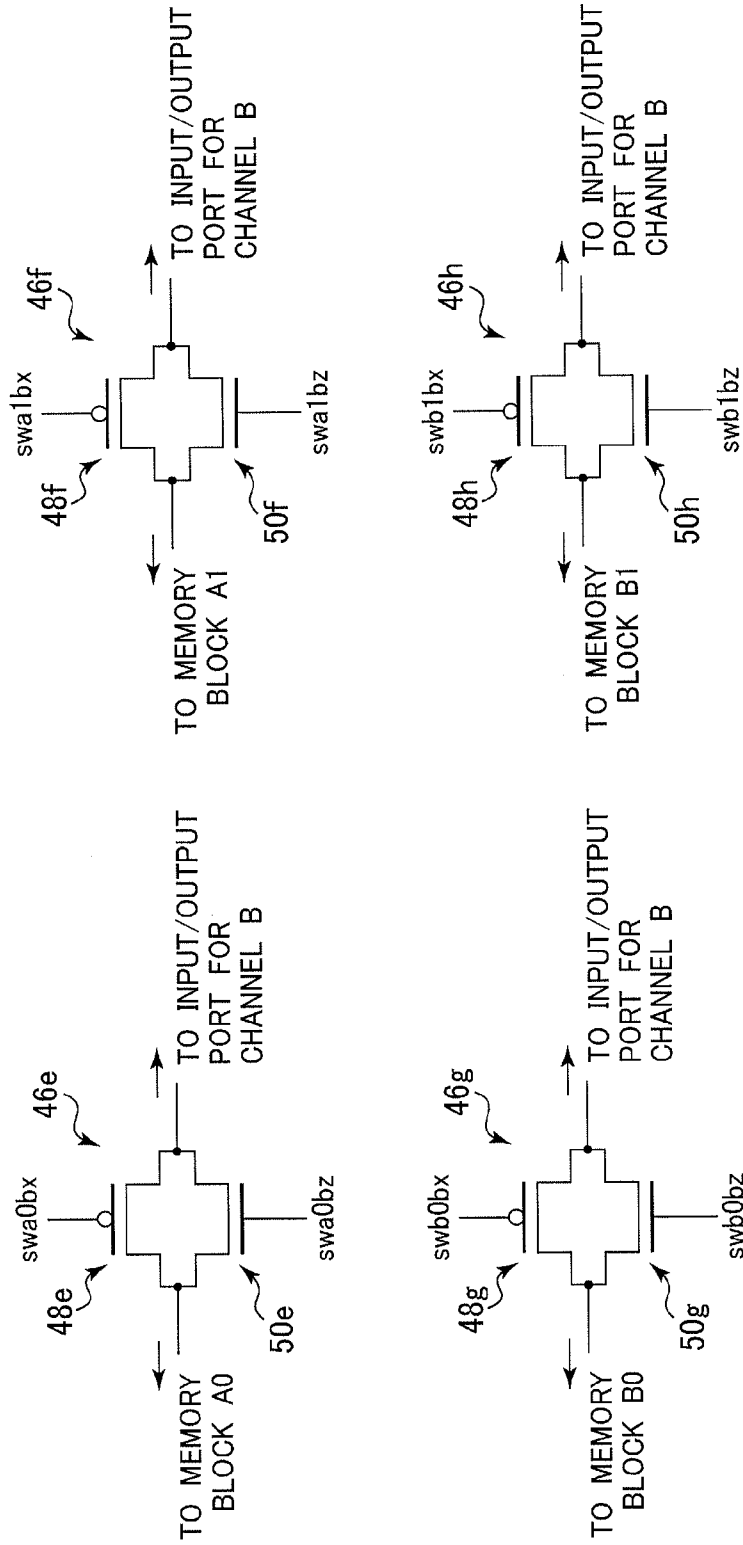 swa0bx
46e
48e
TO INPUT/OUTPUT
PORT FOR
CHANNEL B
TO MEMORY
BLOCK A0
50e
swa0bz
swa1bx
46f
48f
TO INPUT/OUTPUT
PORT FOR
CHANNEL B
TO MEMORY
BLOCK A1
50f
swa1bz
swb0bx
46g
48g
TO INPUT/OUTPUT
PORT FOR
CHANNEL B
TO MEMORY
BLOCK B0
50g
swb0bz
swb1bx
46h
48h
TO INPUT/OUTPUT
PORT FOR
CHANNEL B
TO MEMORY
BLOCK B1
50h
swb1bz